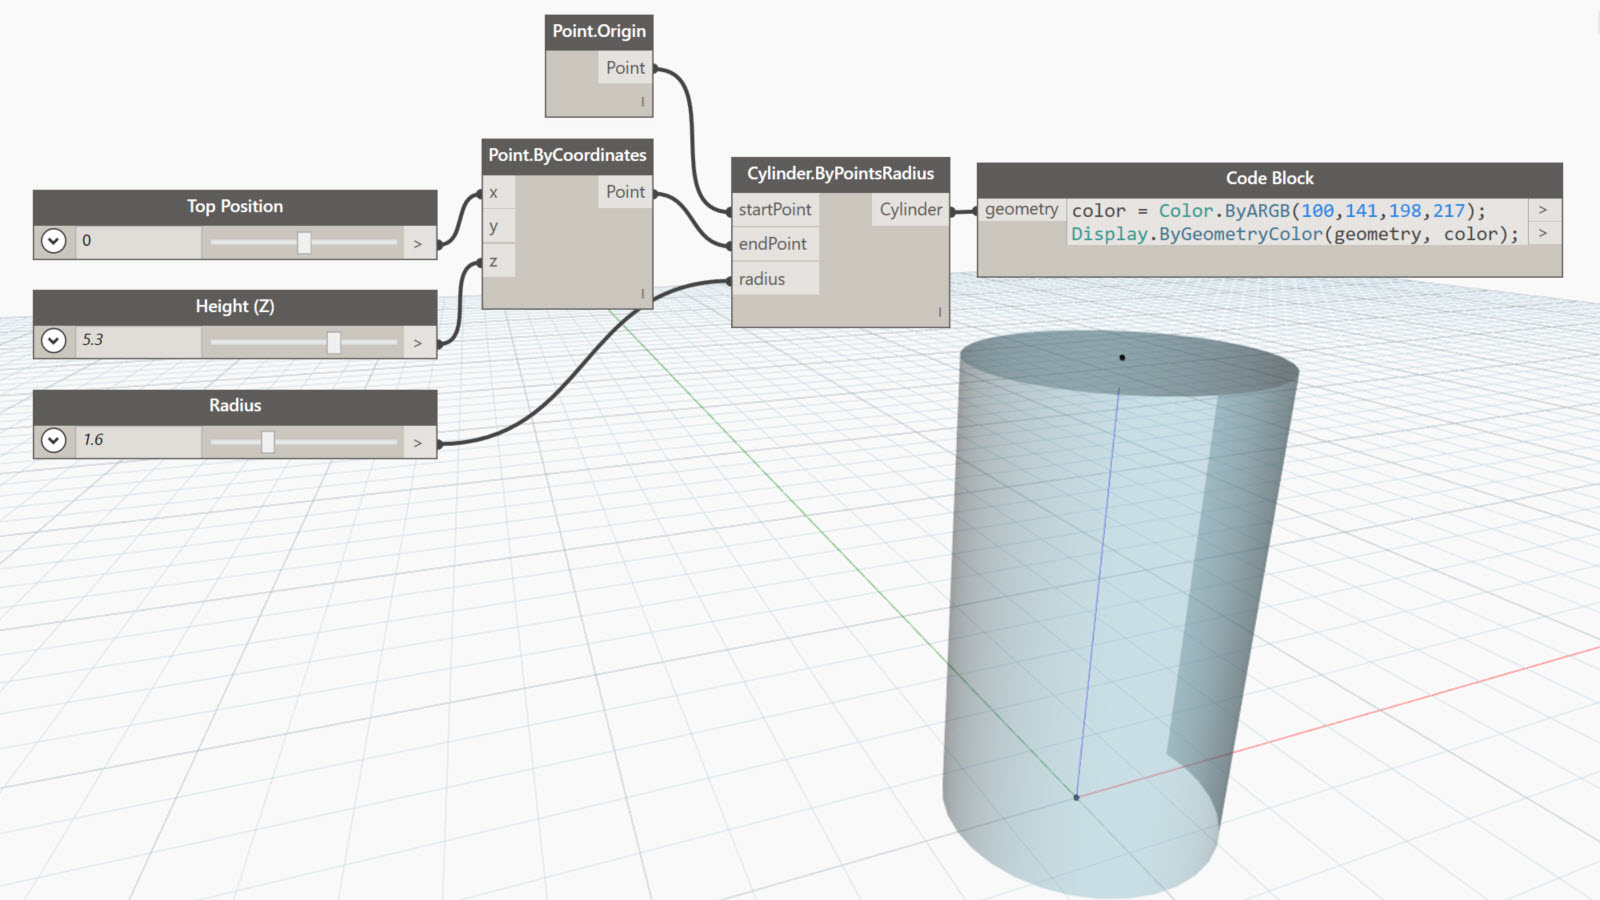 Point.Origin
Point
I
Point.ByCoordinates
x
Point
y
z
I
Top Position
0
>
Height (Z)
5.3
>
Radius
1.6
>
Cylinder.ByPointsRadius
startPoint
Cylinder
endPoint
radius
I
Code Block
geometry
color = Color.ByARGB(100,141,198,217);
>
Display.ByGeometryColor(geometry, color);
>